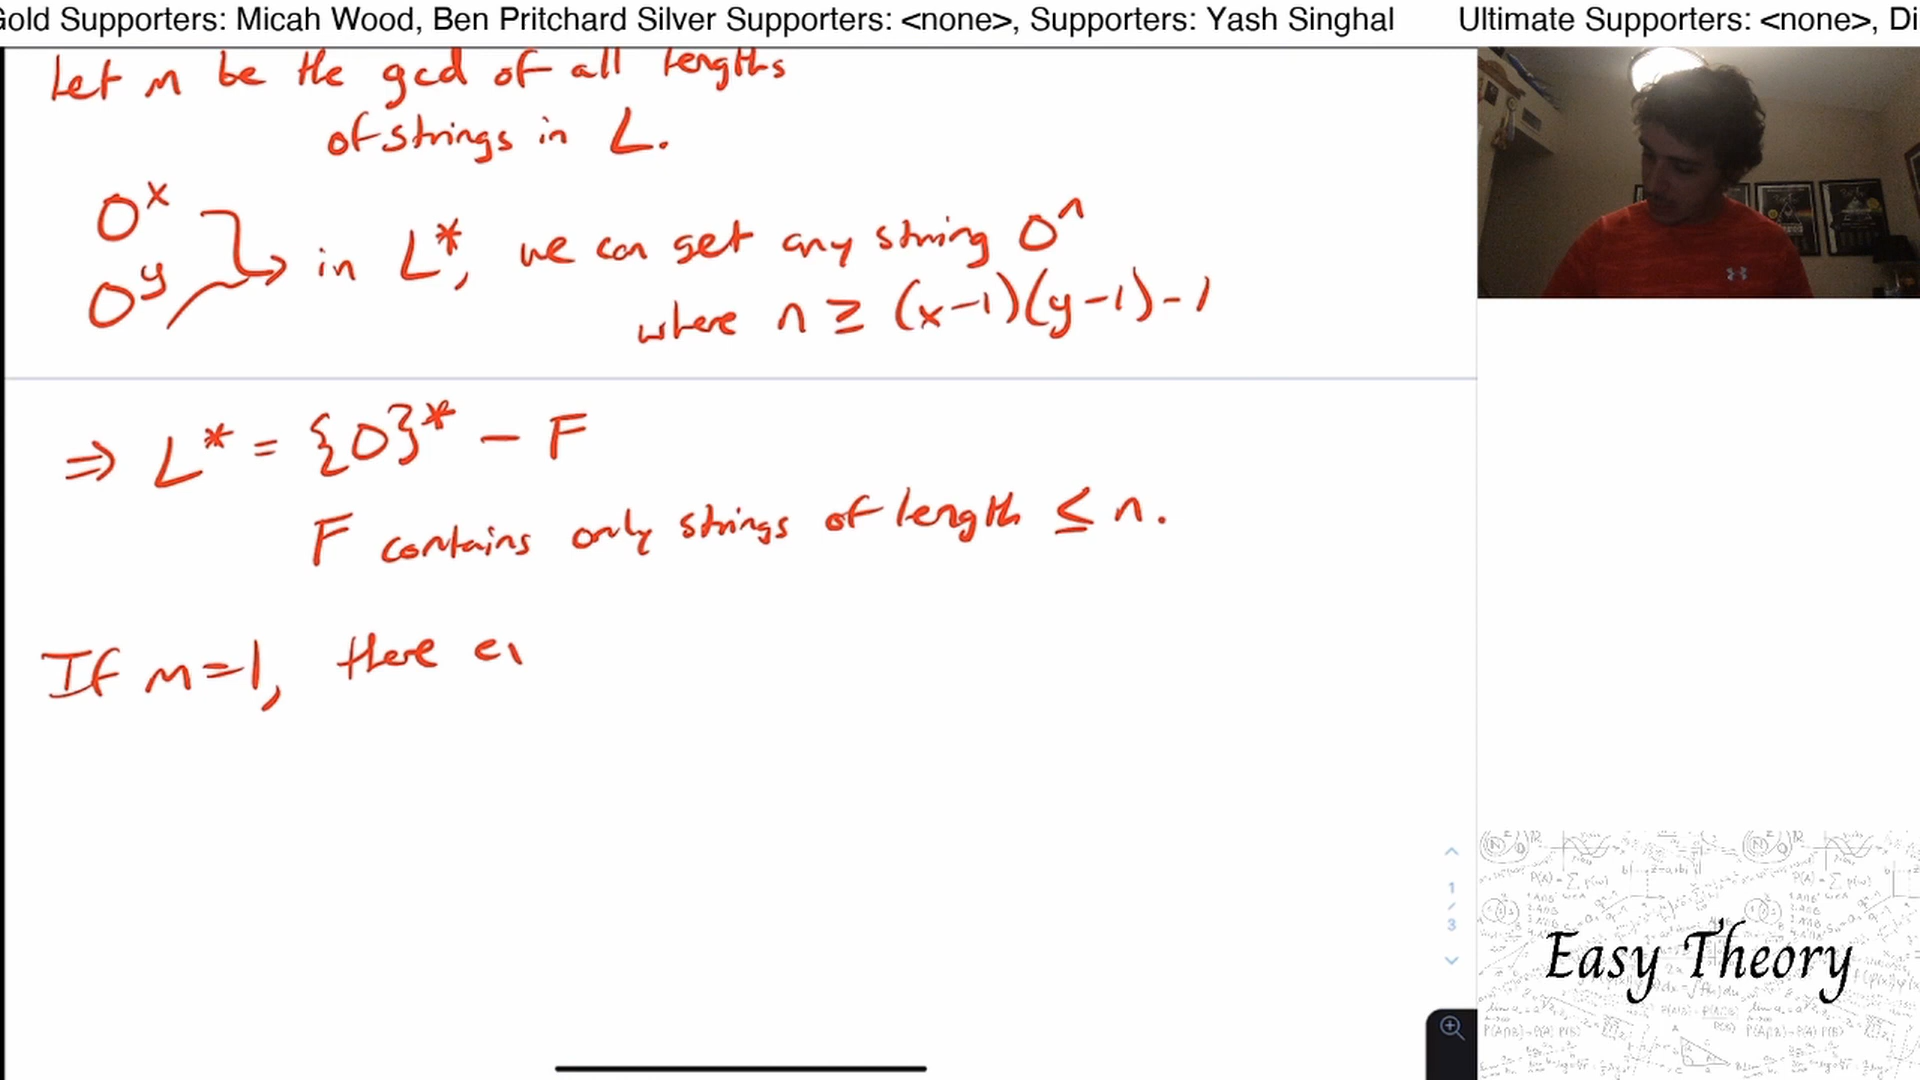 Gold Supporters: Micah Wood, Ben Pritchard Silver Supporters: <none>, Supporters: Yash Singhal Ultimate Supporters: <none>, Di
Let m be the gcd of all lengths
of strings in L.
0^x
0^y
in L*, we can get any string 0^n
where n ≥ (x-1)(y-1)-1
⇒ L* = {0}* - F
F contains only strings of length ≤ n.
If m=1, there
1
/
3
Easy Theory